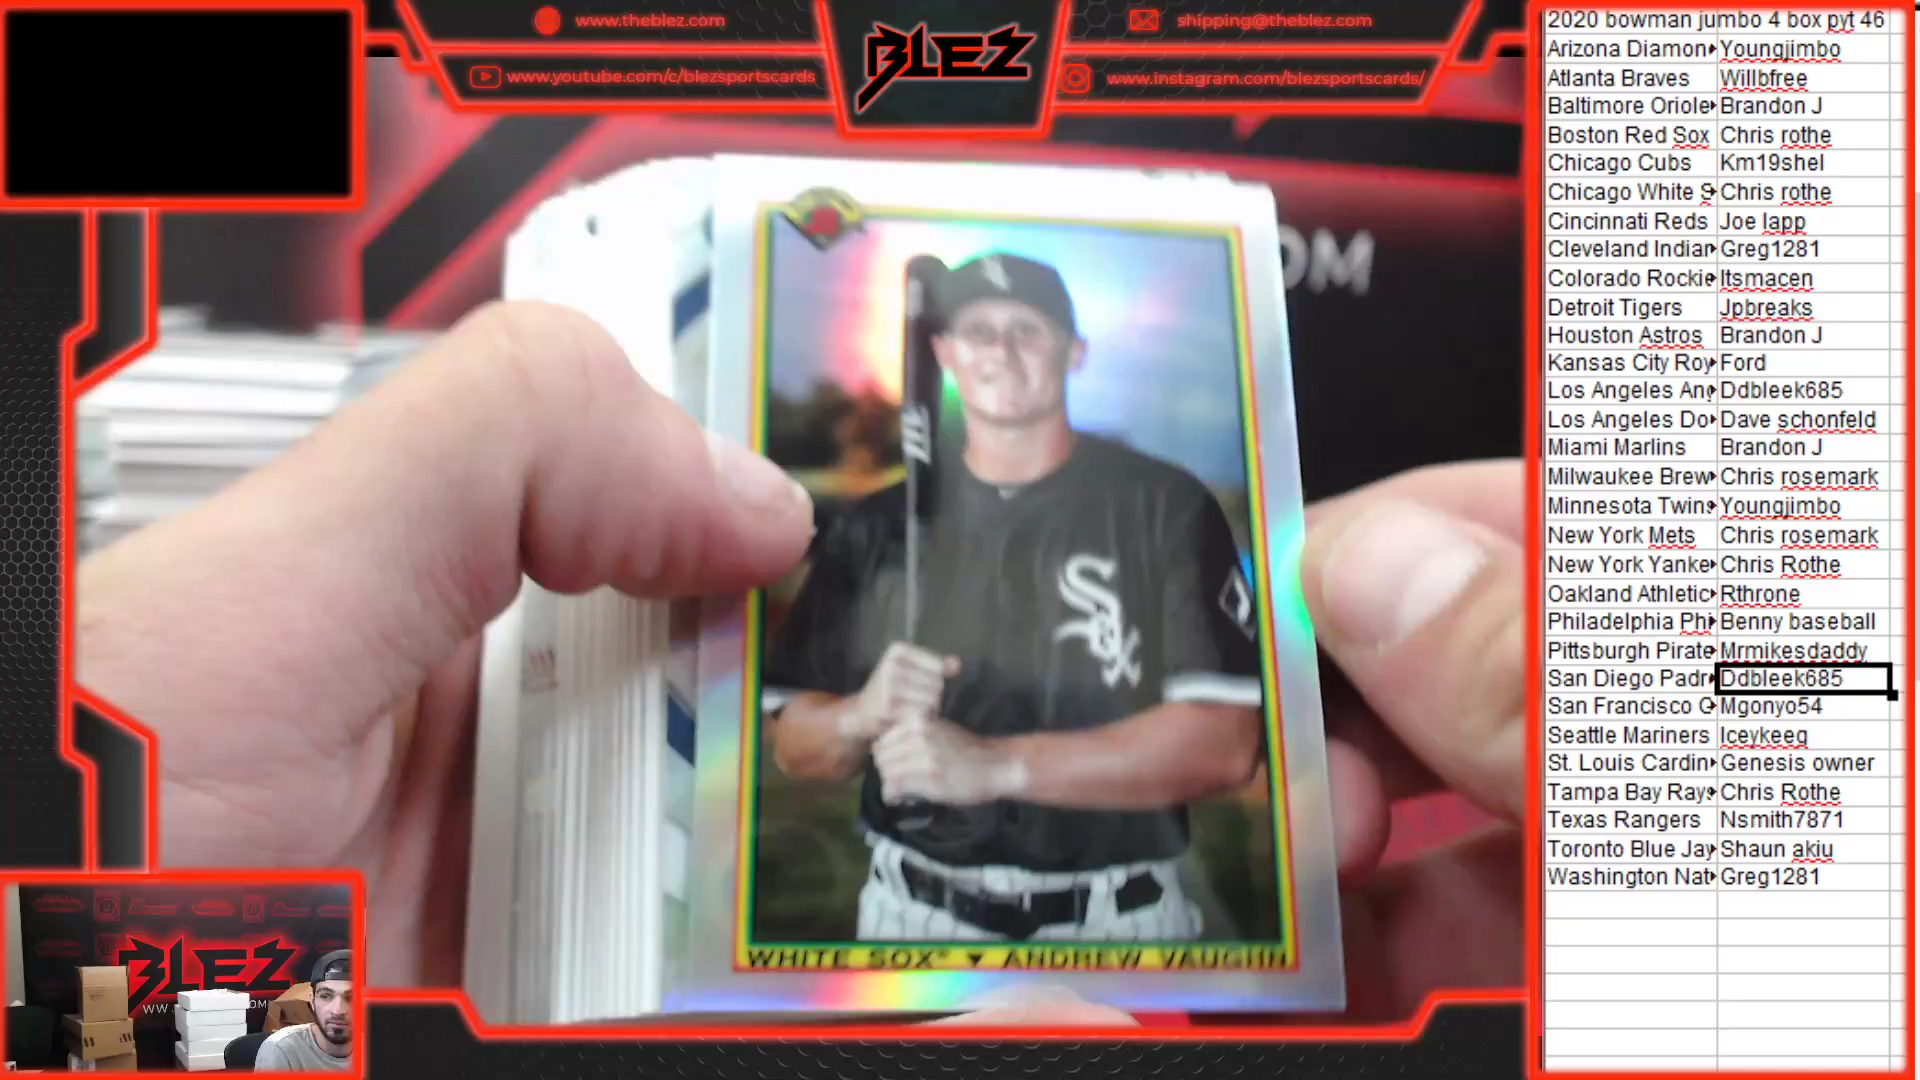 www.theblez.com
www.youtube.com/c/blezsportscards
BLEZ
shipping@theblez.com
www.instagram.com/blezsportscards/
OM
Sox
WHITE SOX ▼ ANDREW VAUGHN
BLEZ
2020 bowman jumbo 4 box pyt 46
Arizona Diamon Youngjimbo
Atlanta Braves Willbfree
Baltimore Oriole Brandon J
Boston Red Sox Chris rothe
Chicago Cubs Km19shel
Chicago White S Chris rothe
Cincinnati Reds Joe lapp
Cleveland Indian Greg1281
Colorado Rockie Itsmacen
Detroit Tigers Jpbreaks
Houston Astros Brandon J
Kansas City Roy Ford
Los Angeles Ang Ddbleek685
Los Angeles Do Dave schonfeld
Miami Marlins Brandon J
Milwaukee Brew Chris rosemark
Minnesota Twins Youngjimbo
New York Mets Chris rosemark
New York Yanke Chris Rothe
Oakland Athletic Rthrone
Philadelphia Phi Benny baseball
Pittsburgh Pirate Mrmikesdaddy
San Diego Padr Ddbleek685
San Francisco G Mgonyo54
Seattle Mariners Iceykeeg
St. Louis Cardin Genesis owner
Tampa Bay Rays Chris Rothe
Texas Rangers Nsmith7871
Toronto Blue Jay Shaun akiu
Washington Nat Greg1281